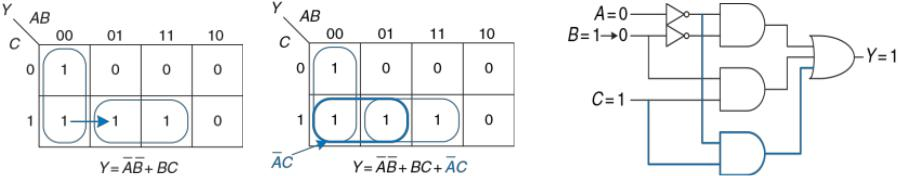 Y AB
C 00 01 11 10
0 1 0 0 0
1 1 1 1 0
Y = A̅B̅ + BC
Y AB
C 00 01 11 10
0 1 0 0 0
1 1 1 1 0
A̅C
Y = A̅B̅ + BC + A̅C
A = 0
B = 1→0
C = 1
Y = 1